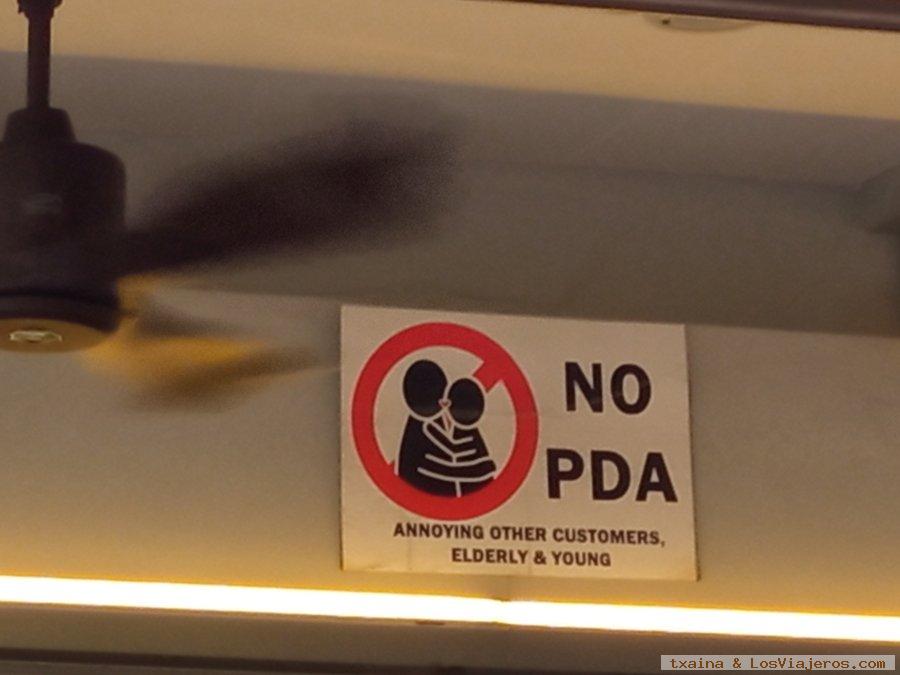 NO
PDA
ANNOYING OTHER CUSTOMERS,
ELDERLY & YOUNG
txaina & LosViajeros.com